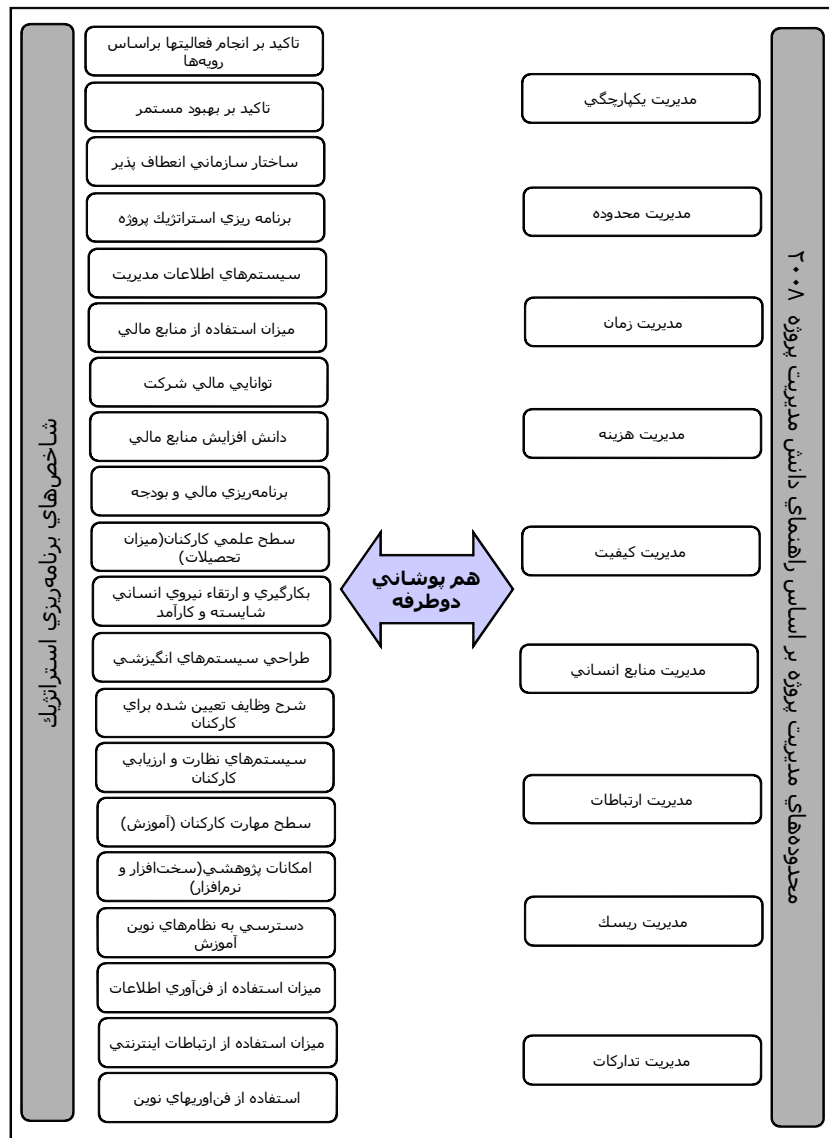 محدوده‌هاي مديريت پروژه بر اساس راهنماي دانش مديريت پروژه ۲۰۰۸
مديريت يكپارچگي
مديريت محدوده
مديريت زمان
مديريت هزينه
مديريت كيفيت
مديريت منابع انساني
مديريت ارتباطات
مديريت ريسك
مديريت تداركات
هم پوشاني
دوطرفه
تاكيد بر انجام فعاليتها براساس
رويه‌ها
تاكيد بر بهبود مستمر
ساختار سازماني انعطاف پذير
برنامه ريزي استراتژيك پروژه
سيستم‌هاي اطلاعات مديريت
ميزان استفاده از منابع مالي
توانايي مالي شركت
دانش افزايش منابع مالي
برنامه‌ريزي مالي و بودجه
سطح علمي كاركنان(ميزان
تحصيلات)
بكارگيري و ارتقاء نيروي انساني
شايسته و كارآمد
طراحي سيستم‌هاي انگيزشي
شرح وظايف تعيين شده براي
كاركنان
سيستم‌هاي نظارت و ارزيابي
كاركنان
سطح مهارت كاركنان (آموزش)
امكانات پژوهشي(سخت‌افزار و
نرم‌افزار)
دسترسي به نظام‌هاي نوين
آموزش
ميزان استفاده از فن‌آوري اطلاعات
ميزان استفاده از ارتباطات اينترنتي
استفاده از فن‌اوريهاي نوين
شاخص‌هاي برنامه‌ريزي استراتژيك